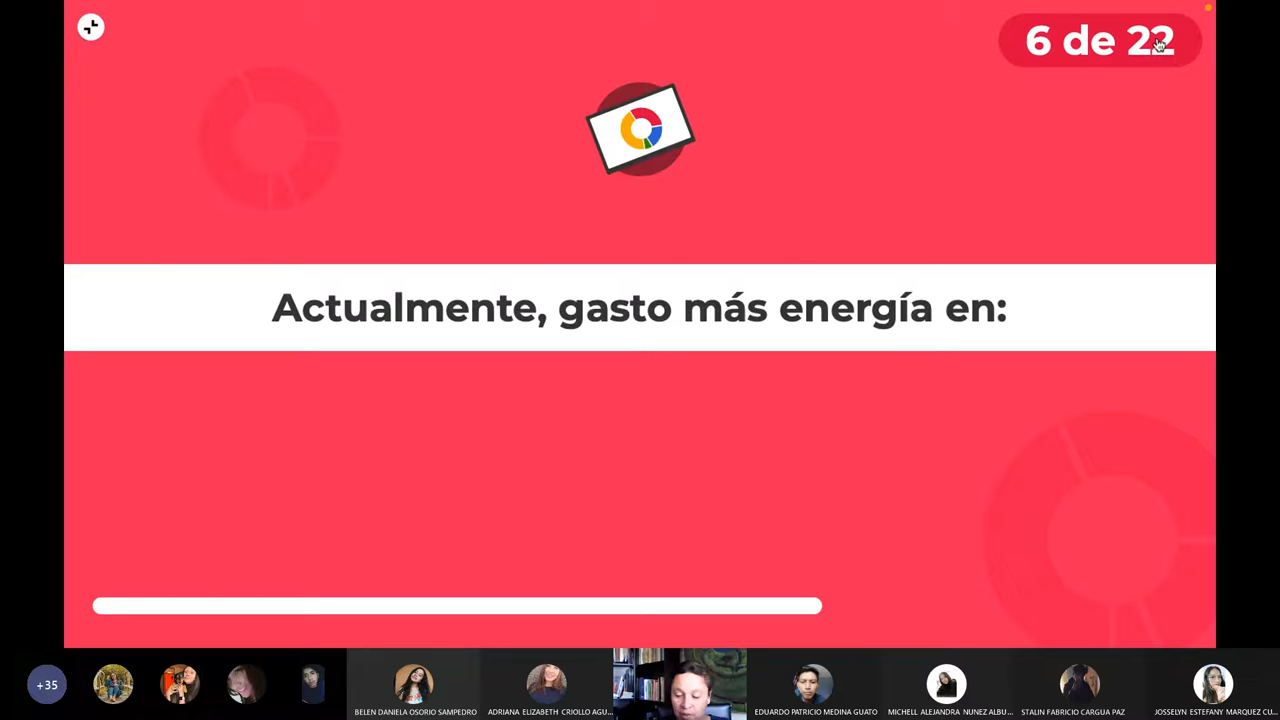 6 de 22
Actualmente, gasto más energía en:
+35
BELEN DANIELA OSORIO SAMPEDRO
ADRIANA ELIZABETH CRIOLLO AGU...
EDUARDO PATRICIO MEDINA GUATO
MICHELL ALEJANDRA NUNEZ ALBU...
STALIN FABRICIO CARGUA PAZ
JOSSELYN ESTEFANY MARQUEZ CU...